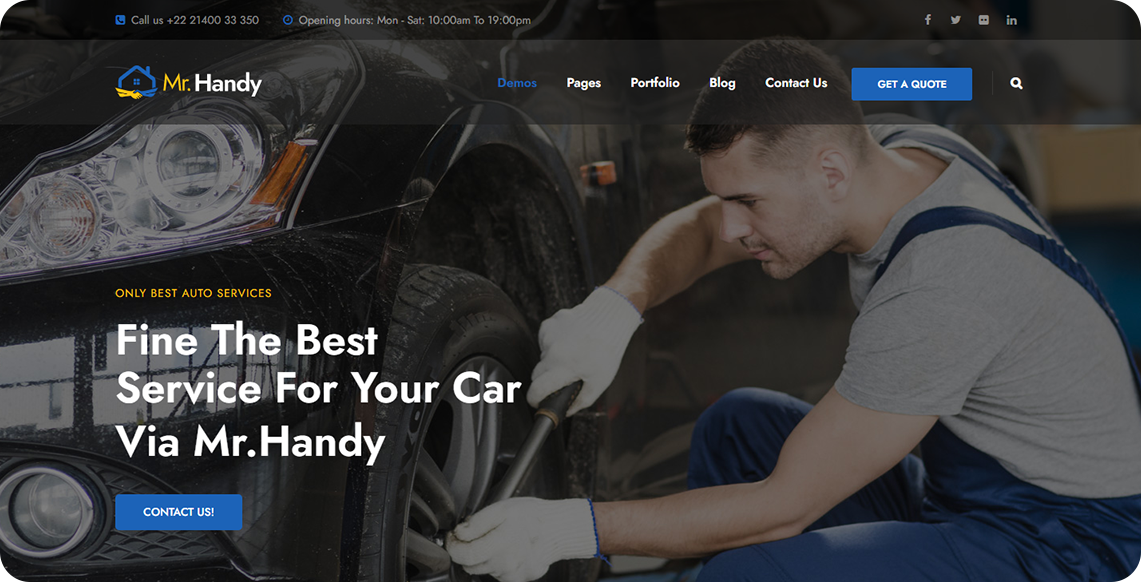 Call us +22 21400 33 350
Opening hours: Mon - Sat: 10:00am To 19:00pm
Mr. Handy
Demos
Pages
Portfolio
Blog
Contact Us
GET A QUOTE
ONLY BEST AUTO SERVICES
Fine The Best
Service For Your Car
Via Mr.Handy
CONTACT US!